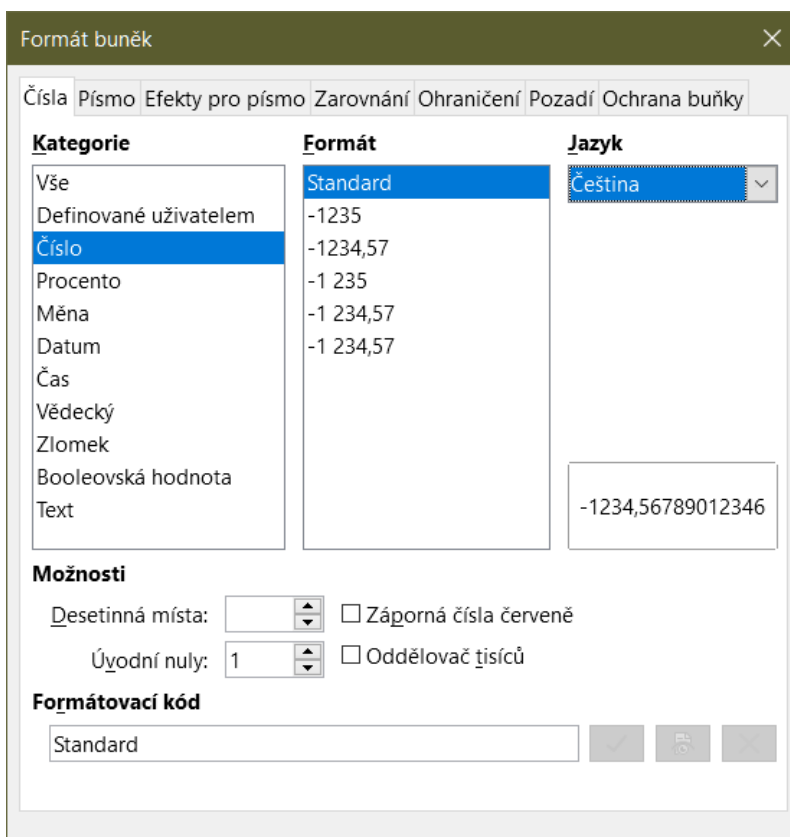 Formát buněk
Čísla Písmo Efekty pro písmo Zarovnání Ohraničení Pozadí Ochrana buňky
Kategorie
Vše
Definované uživatelem
Číslo
Procento
Měna
Datum
Čas
Vědecký
Zlomek
Booleovská hodnota
Text
Formát
Standard
-1235
-1234,57
-1 235
-1 234,57
-1 234,57
Jazyk
Čeština
-1234,56789012346
Možnosti
Desetinná místa:
Záporná čísla červeně
Úvodní nuly: 1
Oddělovač tisíců
Formátovací kód
Standard